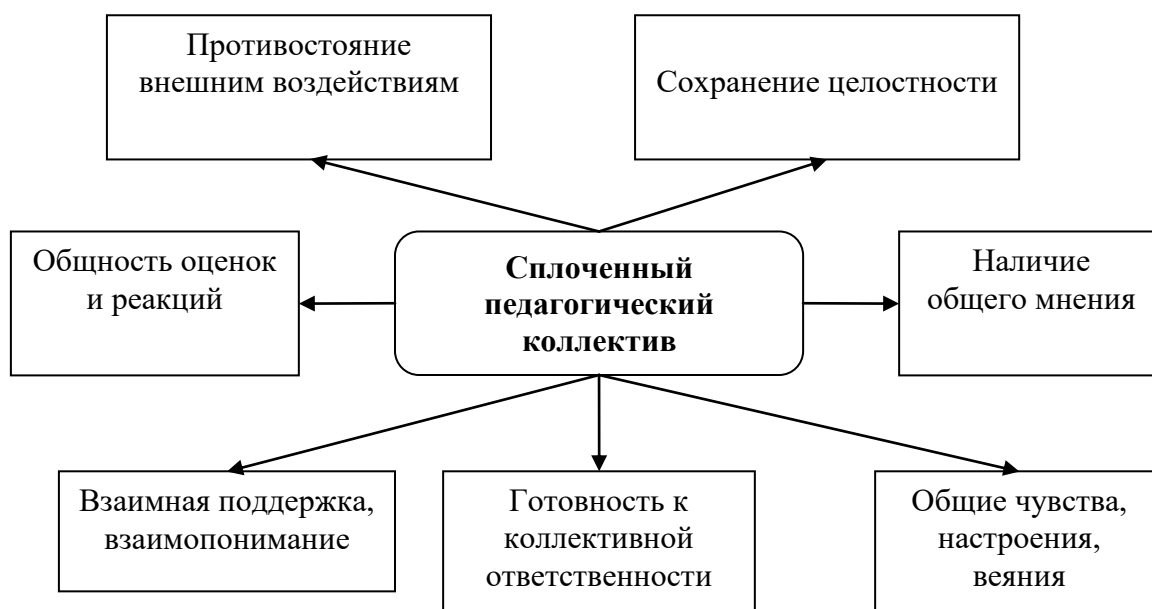 Противостояние
внешним воздействиям
Сохранение целостности
Общность оценок
и реакций
Сплоченный
педагогический
коллектив
Наличие
общего мнения
Взаимная поддержка,
взаимопонимание
Готовность к
коллективной
ответственности
Общие чувства,
настроения,
веяния